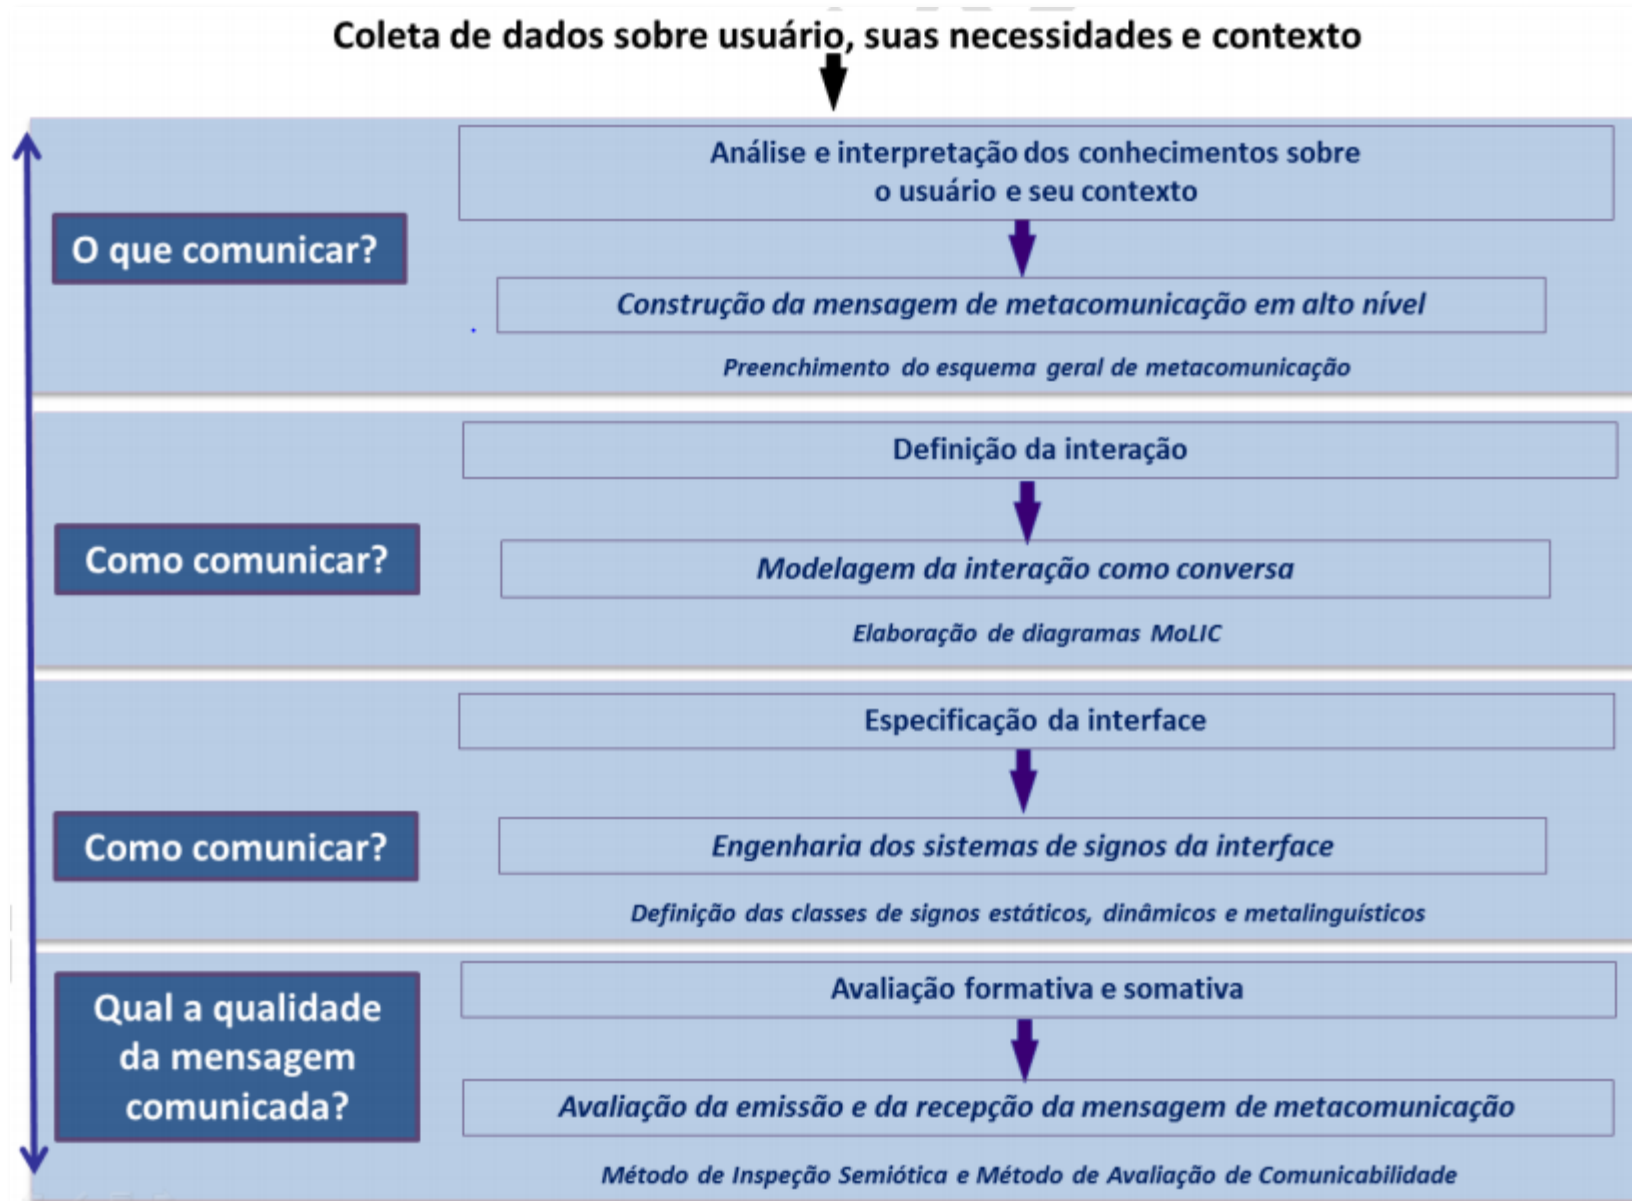 Coleta de dados sobre usuário, suas necessidades e contexto
Análise e interpretação dos conhecimentos sobre
o usuário e seu contexto
O que comunicar?
Construção da mensagem de metacomunicação em alto nível
Preenchimento do esquema geral de metacomunicação
Definição da interação
Como comunicar?
Modelagem da interação como conversa
Elaboração de diagramas MoLIC
Especificação da interface
Como comunicar?
Engenharia dos sistemas de signos da interface
Definição das classes de signos estáticos, dinâmicos e metalinguísticos
Qual a qualidade
da mensagem
comunicada?
Avaliação formativa e somativa
Avaliação da emissão e da recepção da mensagem de metacomunicação
Método de Inspeção Semiótica e Método de Avaliação de Comunicabilidade